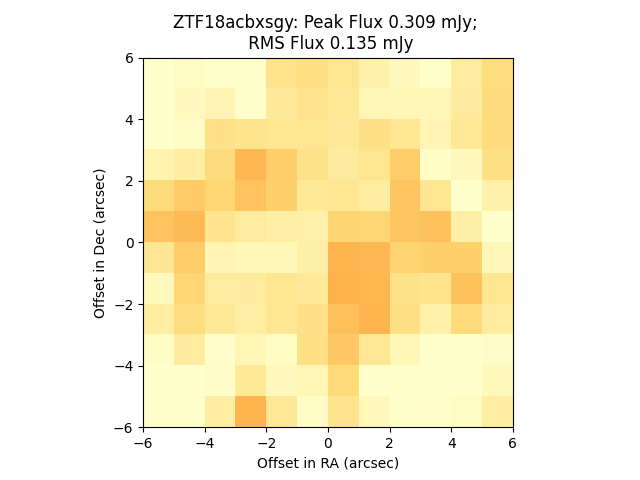 ZTF18acbxsgy: Peak Flux 0.309 mJy;
RMS Flux 0.135 mJy
6
4
2
0
−2
−4
−6
Offset in Dec (arcsec)
−6 −4 −2 0 2 4 6
Offset in RA (arcsec)